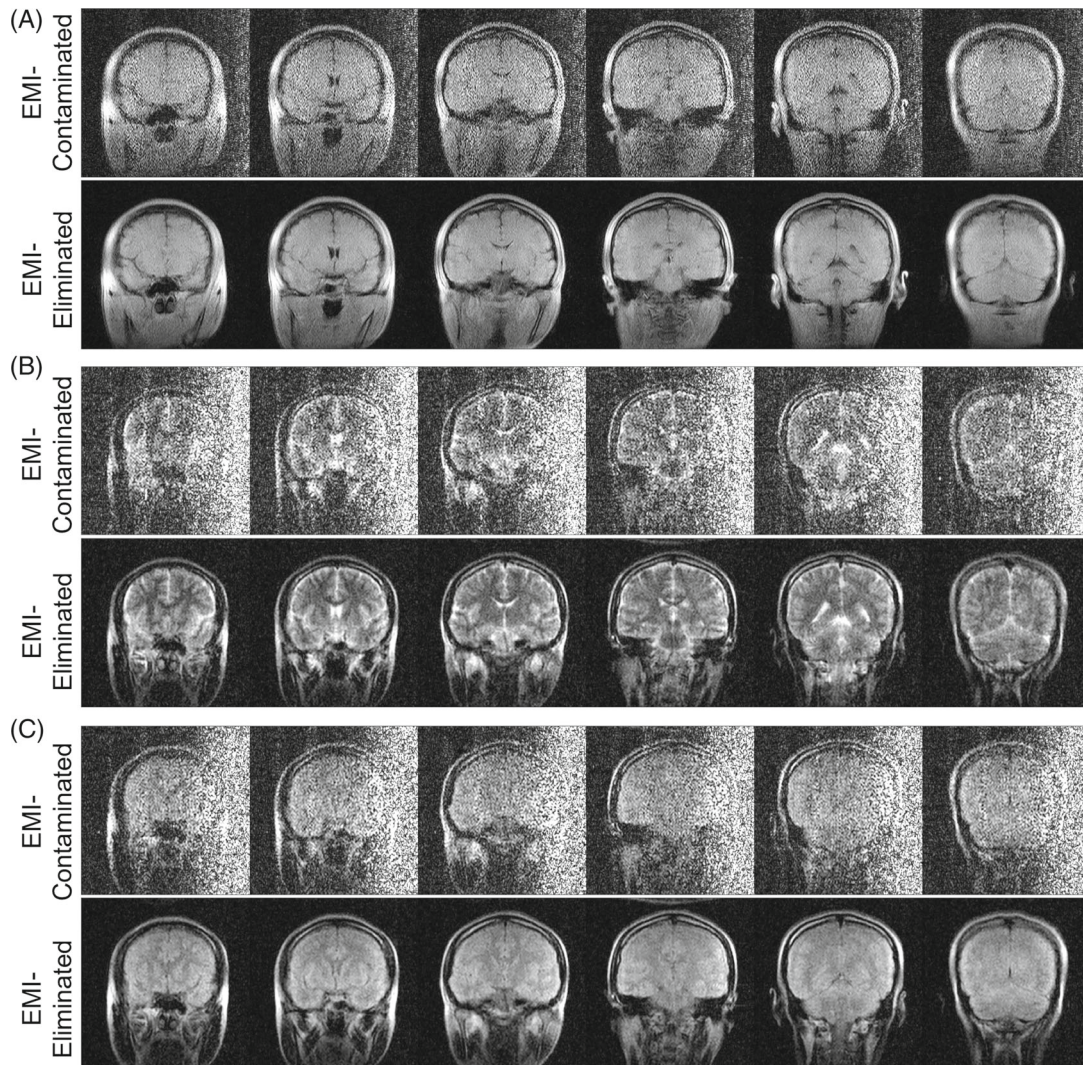 (A)
EMI-
Contaminated
EMI-
Eliminated
(B)
EMI-
Contaminated
EMI-
Eliminated
(C)
EMI-
Contaminated
EMI-
Eliminated